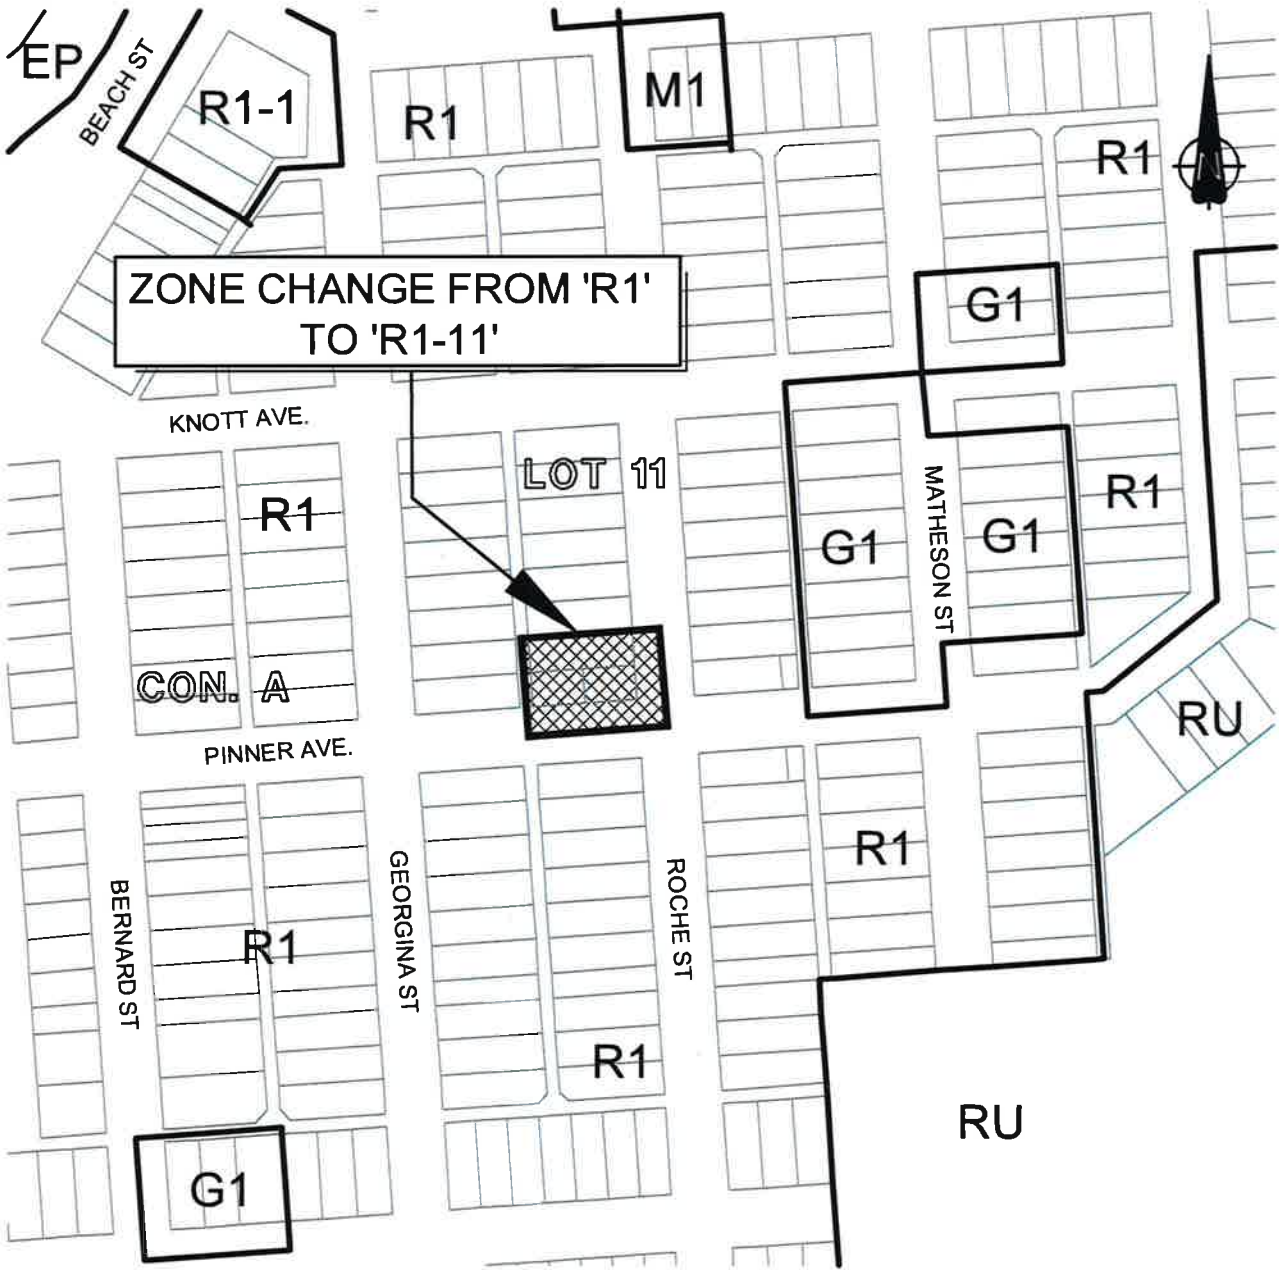 EP
BEACH ST
R1-1
R1
M1
R1
N
ZONE CHANGE FROM 'R1'
TO 'R1-11'
G1
KNOTT AVE.
LOT 11
R1
G1
MATHESON ST
G1
R1
CON. A
PINNER AVE.
RU
BERNARD ST
R1
GEORGINA ST
ROCHE ST
R1
R1
G1
RU